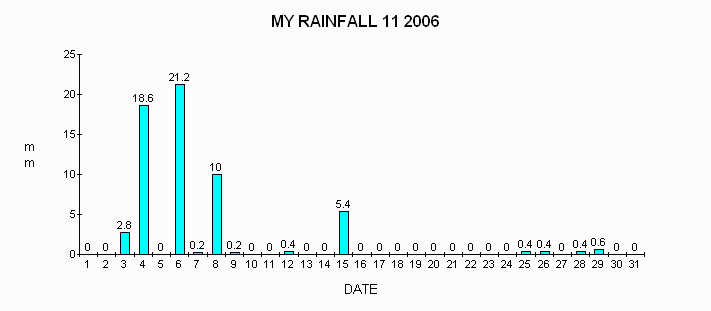 MY RAINFALL 11 2006
25
20
15
10
5
0
m
m
0 0 2.8 18.6 0 21.2 0.2 10 0.2 0 0 0.4 0 0 5.4 0 0 0 0 0 0 0 0 0 0.4 0.4 0 0.4 0.6 0 0
1 2 3 4 5 6 7 8 9 10 11 12 13 14 15 16 17 18 19 20 21 22 23 24 25 26 27 28 29 30 31
DATE